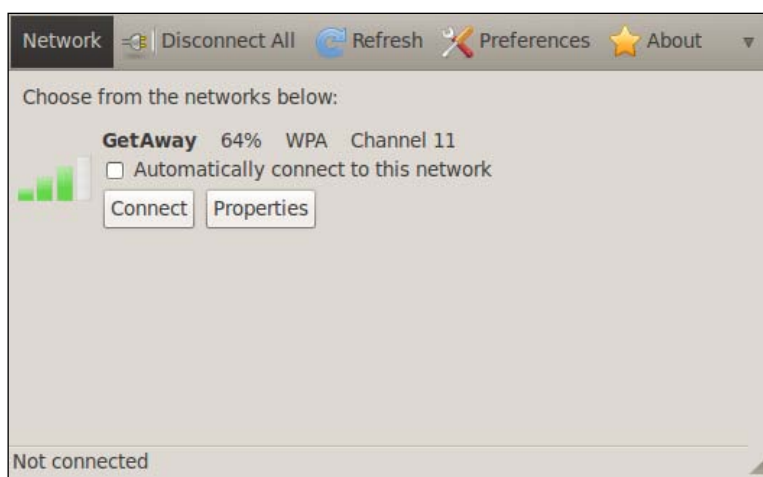 Network Disconnect All Refresh Preferences About
Choose from the networks below:
GetAway 64% WPA Channel 11
Automatically connect to this network
Connect Properties
Not connected